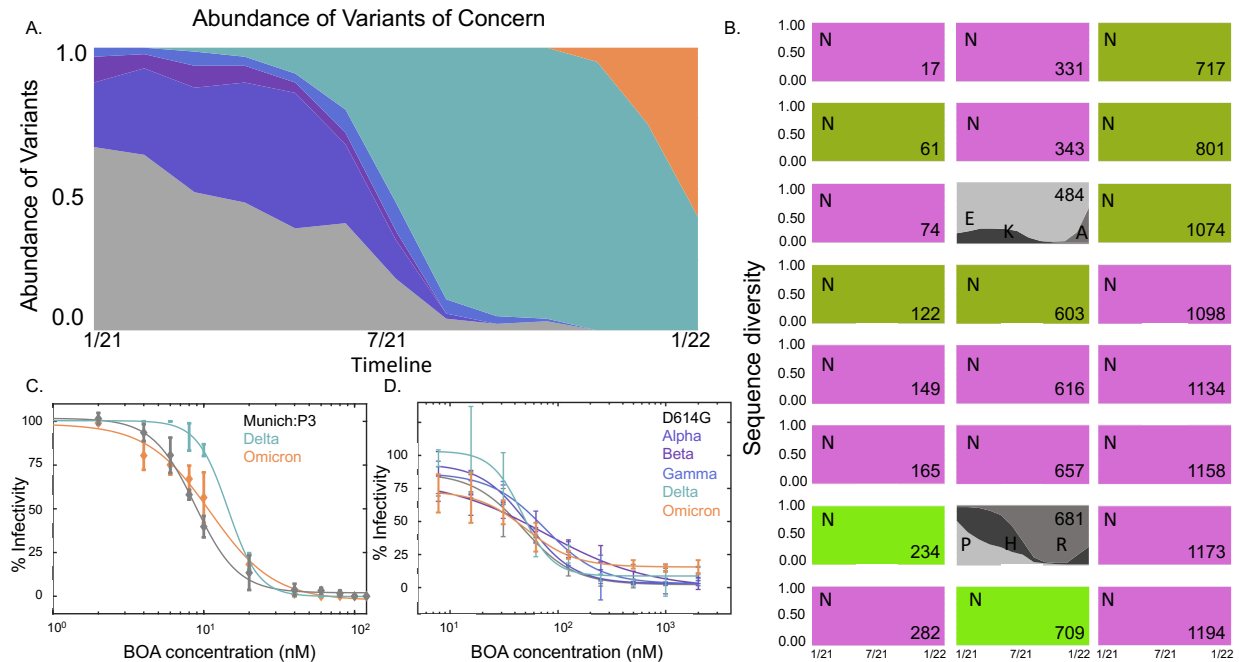 A.
Abundance of Variants of Concern
Abundance of Variants
1.0
0.5
0.0
1/21
7/21
1/22
Timeline
B.
Sequence diversity
1.00
0.50
0.00
N
17
N
331
N
717
1.00
0.50
0.00
N
61
N
343
N
801
1.00
0.50
0.00
N
74
484
E
K
A
N
1074
1.00
0.50
0.00
N
122
N
603
N
1098
1.00
0.50
0.00
N
149
N
616
N
1134
1.00
0.50
0.00
N
165
N
657
N
1158
1.00
0.50
0.00
N
234
681
P
H
R
N
1173
1.00
0.50
0.00
N
282
N
709
N
1194
1/21 7/21 1/22
1/21 7/21 1/22
1/21 7/21 1/22
C.
% Infectivity
100
75
50
25
0
Munich:P3
Delta
Omicron
10⁰
10¹
10²
BOA concentration (nM)
D.
% Infectivity
100
75
50
25
0
D614G
Alpha
Beta
Gamma
Delta
Omicron
10¹
10²
10³
BOA concentration (nM)